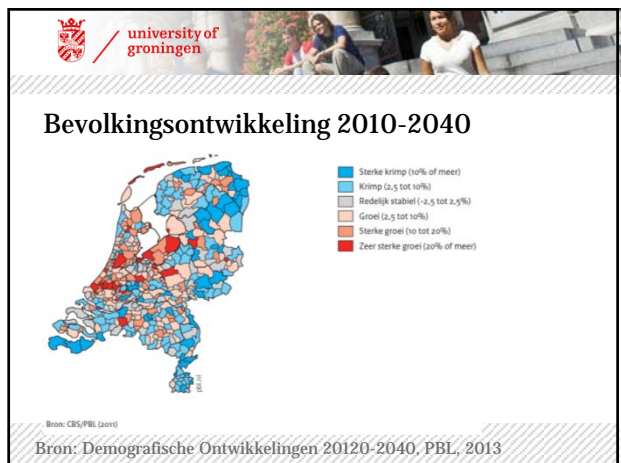 university of
groningen
Bevolkingsontwikkeling 2010-2040
Sterke krimp (10% of meer)
Krimp (2,5 tot 10%)
Redelijk stabiel (-2,5 tot 2,5%)
Groei (2,5 tot 10%)
Sterke groei (10 tot 20%)
Zeer sterke groei (20% of meer)
pbl.nl
Bron: CBS/PBL (2011)
Bron: Demografische Ontwikkelingen 20120-2040, PBL, 2013